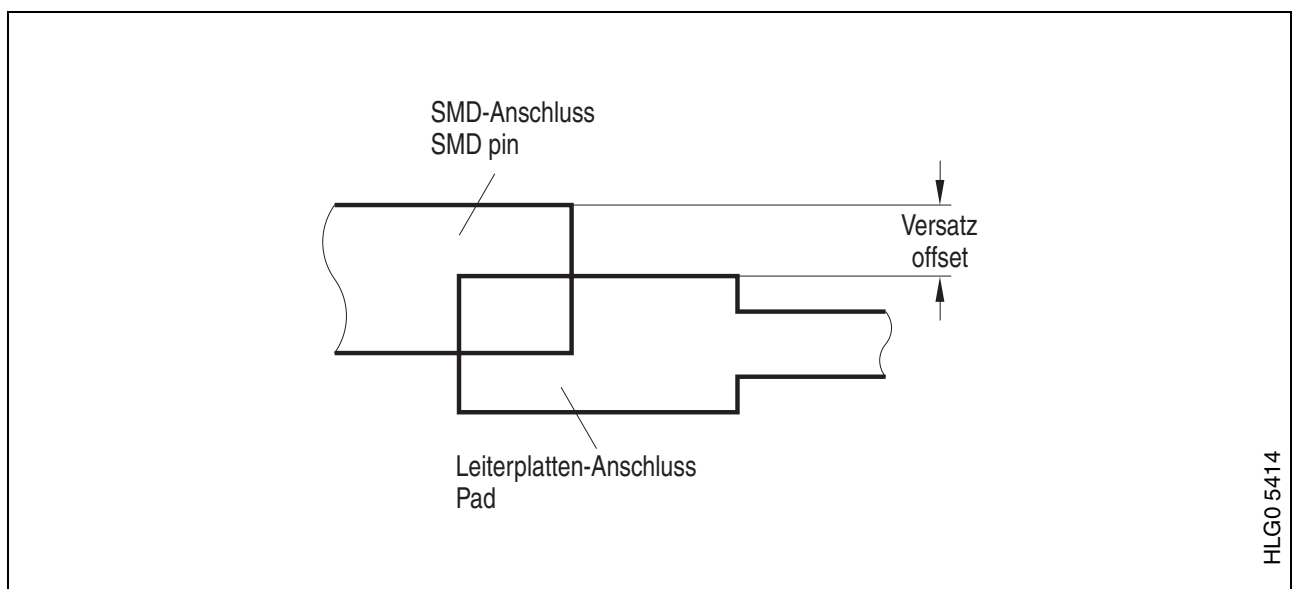 SMD-Anschluss
SMD pin
Versatz
offset
Leiterplatten-Anschluss
Pad
HLG0 5414